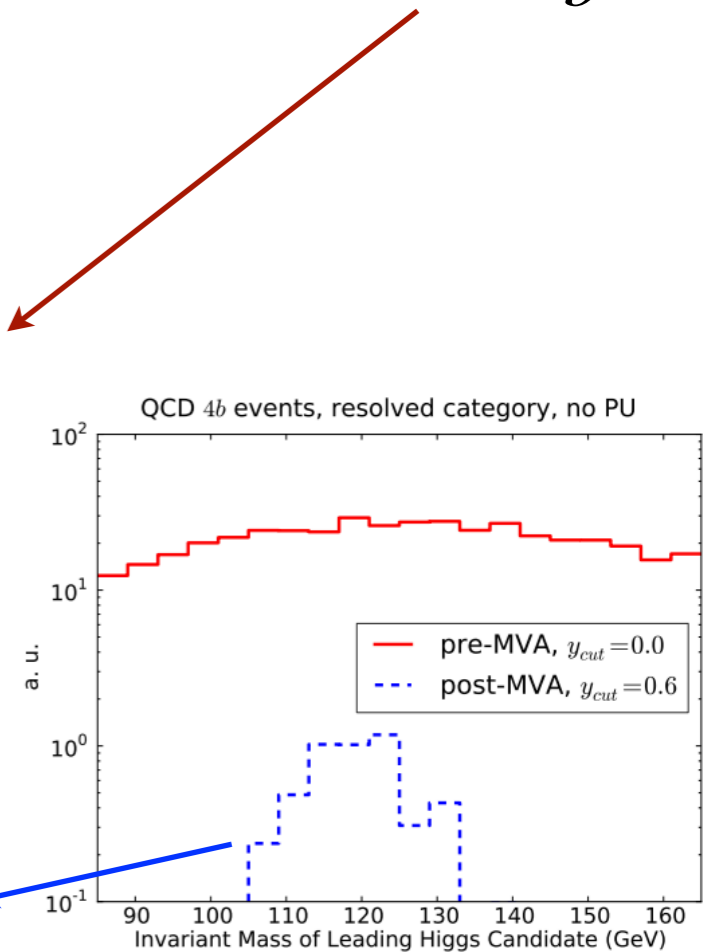 QCD 4b events, resolved category, no PU
10^2
10^1
10^0
10^-1
a. u.
pre-MVA, y_cut=0.0
post-MVA, y_cut=0.6
90 100 110 120 130 140 150 160
Invariant Mass of Leading Higgs Candidate (GeV)